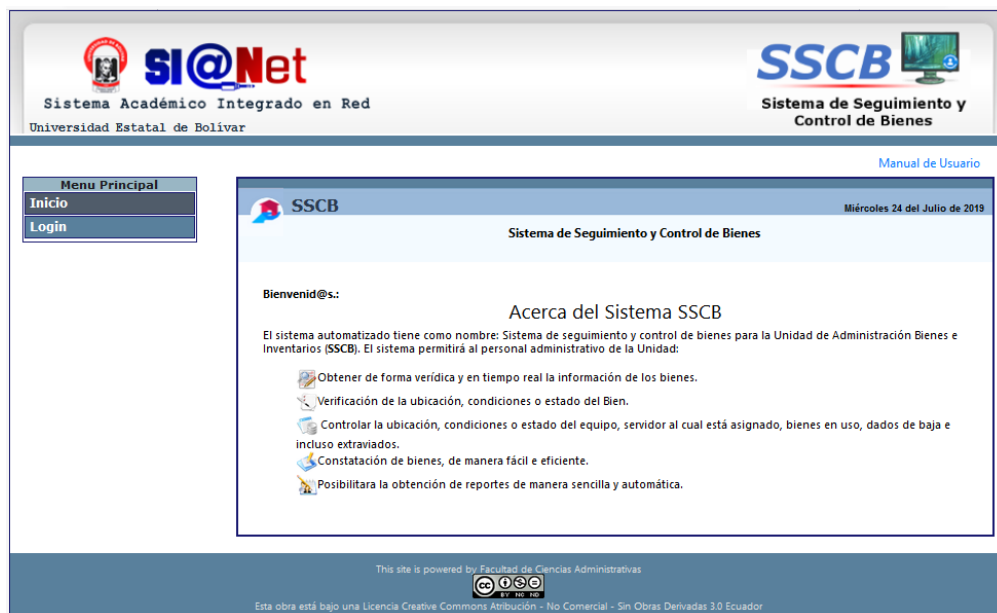 SI@Net
Sistema Académico Integrado en Red
Universidad Estatal de Bolívar
SSCB
Sistema de Seguimiento y
Control de Bienes
Manual de Usuario
Menu Principal
Inicio
Login
SSCB
Miércoles 24 del Julio de 2019
Sistema de Seguimiento y Control de Bienes
Bienvenid@s.:
Acerca del Sistema SSCB
El sistema automatizado tiene como nombre: Sistema de seguimiento y control de bienes para la Unidad de Administración Bienes e
Inventarios (SSCB). El sistema permitirá al personal administrativo de la Unidad:
Obtener de forma verídica y en tiempo real la información de los bienes.
Verificación de la ubicación, condiciones o estado del Bien.
Controlar la ubicación, condiciones o estado del equipo, servidor al cual está asignado, bienes en uso, dados de baja e
incluso extraviados.
Constatación de bienes, de manera fácil e eficiente.
Posibilitara la obtención de reportes de manera sencilla y automática.
This site is powered by Facultad de Ciencias Administrativas
cc
BY NC ND
Esta obra está bajo una Licencia Creative Commons Atribución - No Comercial - Sin Obras Derivadas 3.0 Ecuador